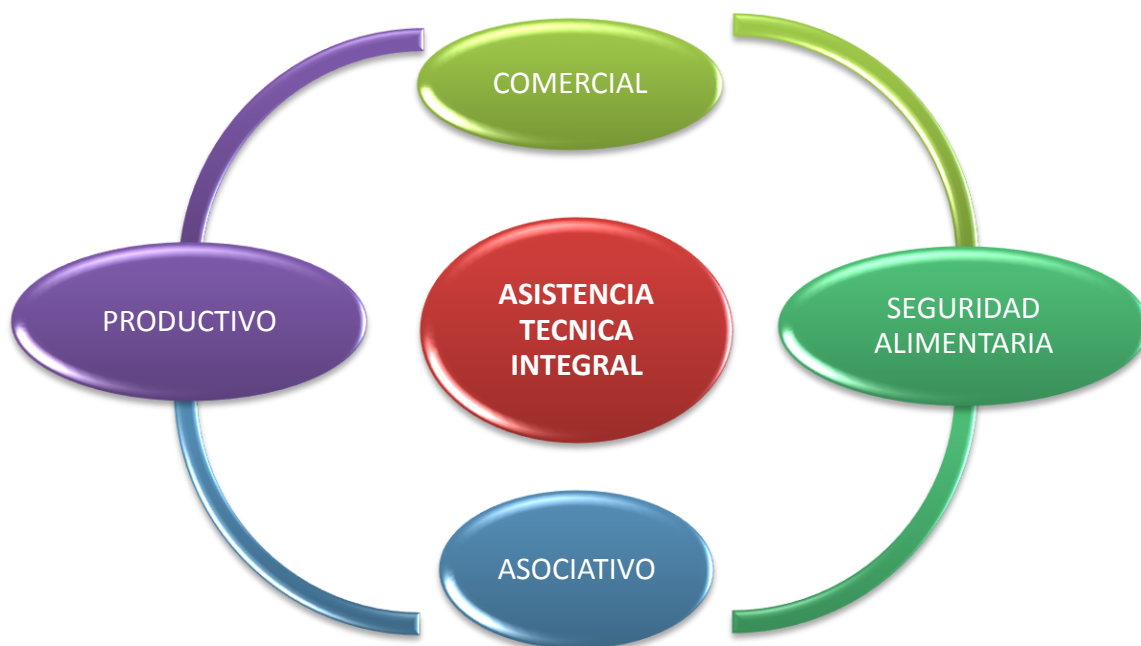 COMERCIAL
PRODUCTIVO
ASISTENCIA
TECNICA
INTEGRAL
SEGURIDAD
ALIMENTARIA
ASOCIATIVO